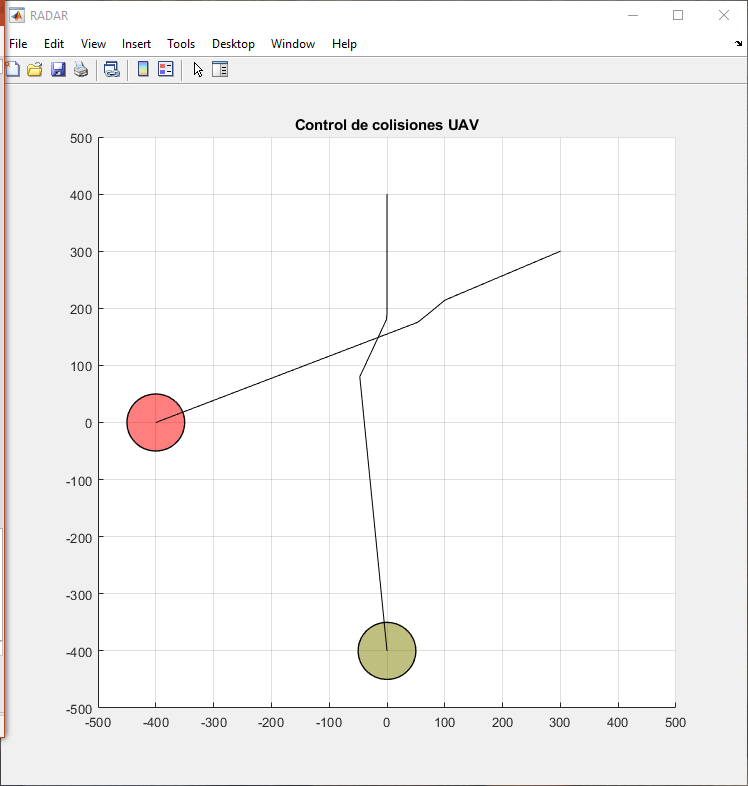 RADAR
File Edit View Insert Tools Desktop Window Help
Control de colisiones UAV
500
400
300
200
100
0
-100
-200
-300
-400
-500
-500 -400 -300 -200 -100 0 100 200 300 400 500